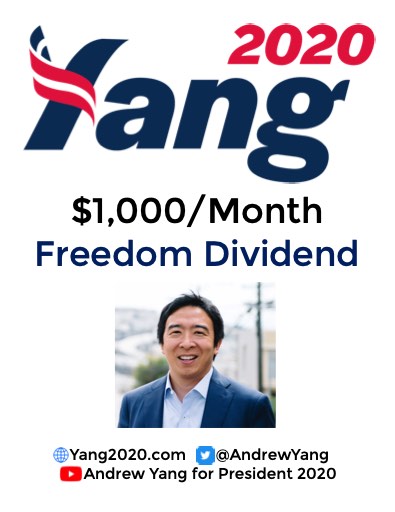 2020
Yang
$1,000/Month
Freedom Dividend
Yang2020.com @AndrewYang
Andrew Yang for President 2020